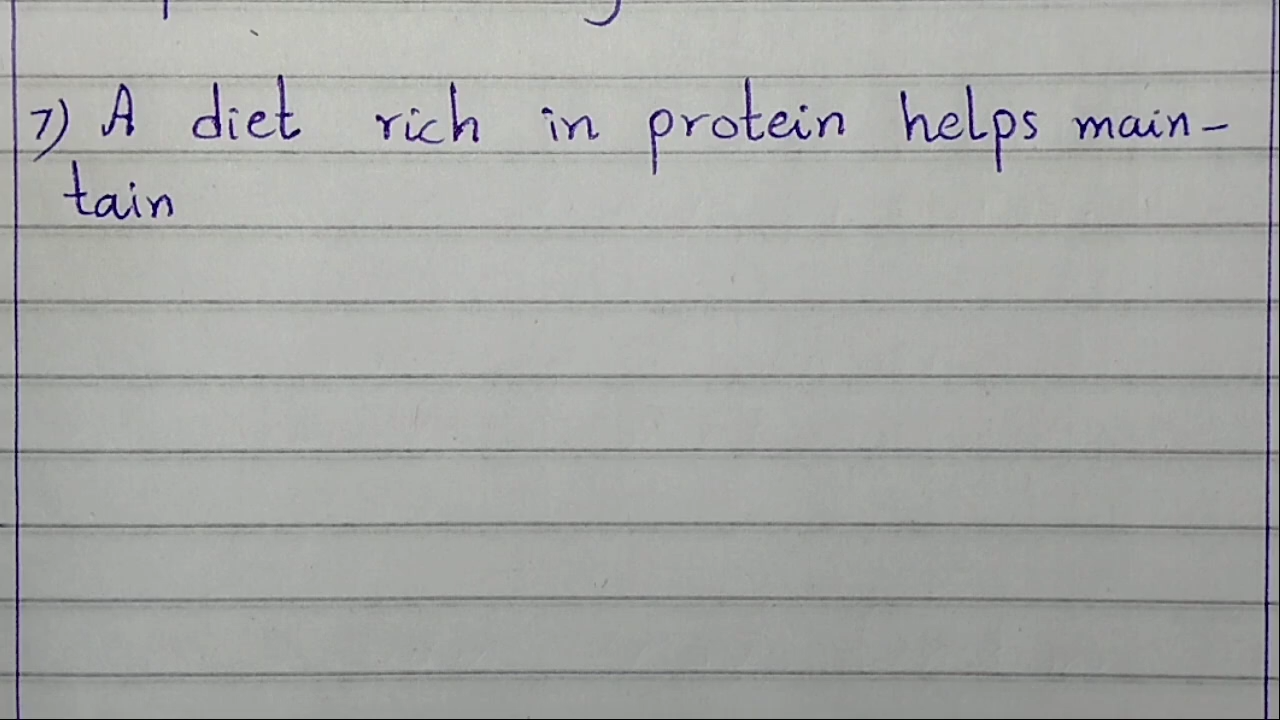 7) A diet rich in protein helps main-
tain